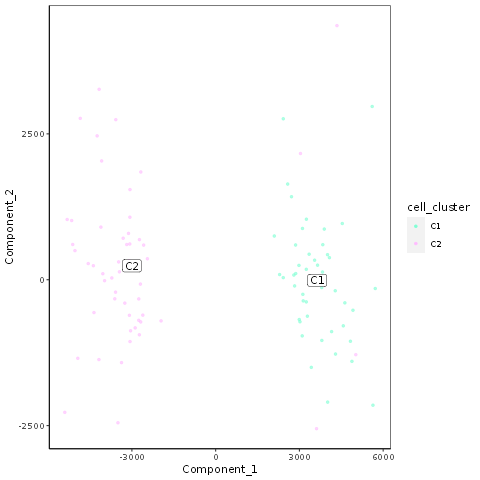 2500
0
-2500
Component_2
C2
C1
-3000
0
3000
6000
Component_1
cell_cluster
C1
C2